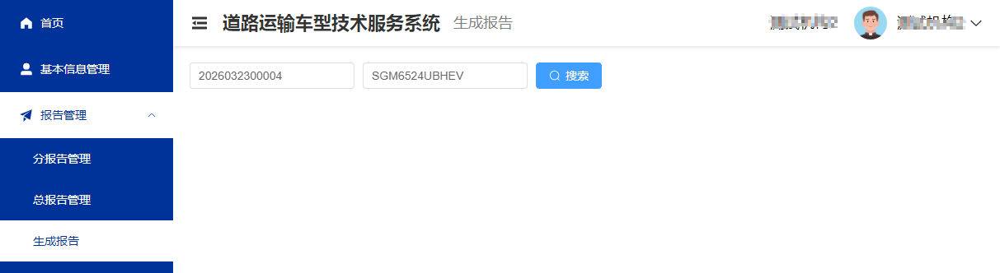 首页
基本信息管理
报告管理
分报告管理
总报告管理
生成报告
道路运输车型技术服务系统 生成报告
2026032300004 SGM6524UBHEV 搜索